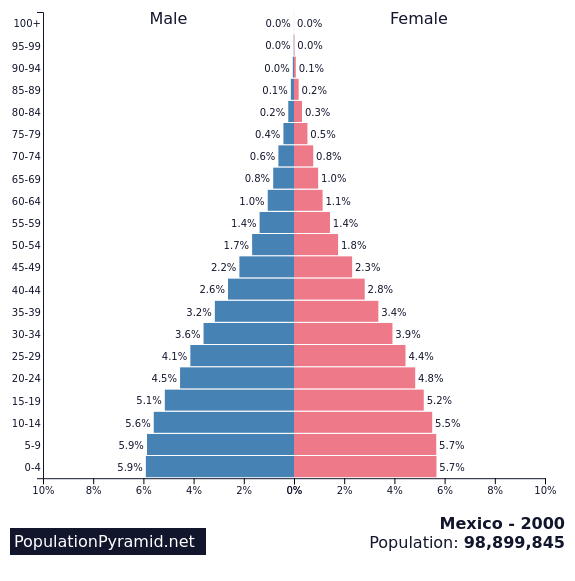 Male Female
100+ 0.0% 0.0%
95-99 0.0% 0.0%
90-94 0.0% 0.1%
85-89 0.1% 0.2%
80-84 0.2% 0.3%
75-79 0.4% 0.5%
70-74 0.6% 0.8%
65-69 0.8% 1.0%
60-64 1.0% 1.1%
55-59 1.4% 1.4%
50-54 1.7% 1.8%
45-49 2.2% 2.3%
40-44 2.6% 2.8%
35-39 3.2% 3.4%
30-34 3.6% 3.9%
25-29 4.1% 4.4%
20-24 4.5% 4.8%
15-19 5.1% 5.2%
10-14 5.6% 5.5%
5-9 5.9% 5.7%
0-4 5.9% 5.7%
10% 8% 6% 4% 2% 0% 2% 4% 6% 8% 10%
Mexico - 2000
PopulationPyramid.net Population: 98,899,845